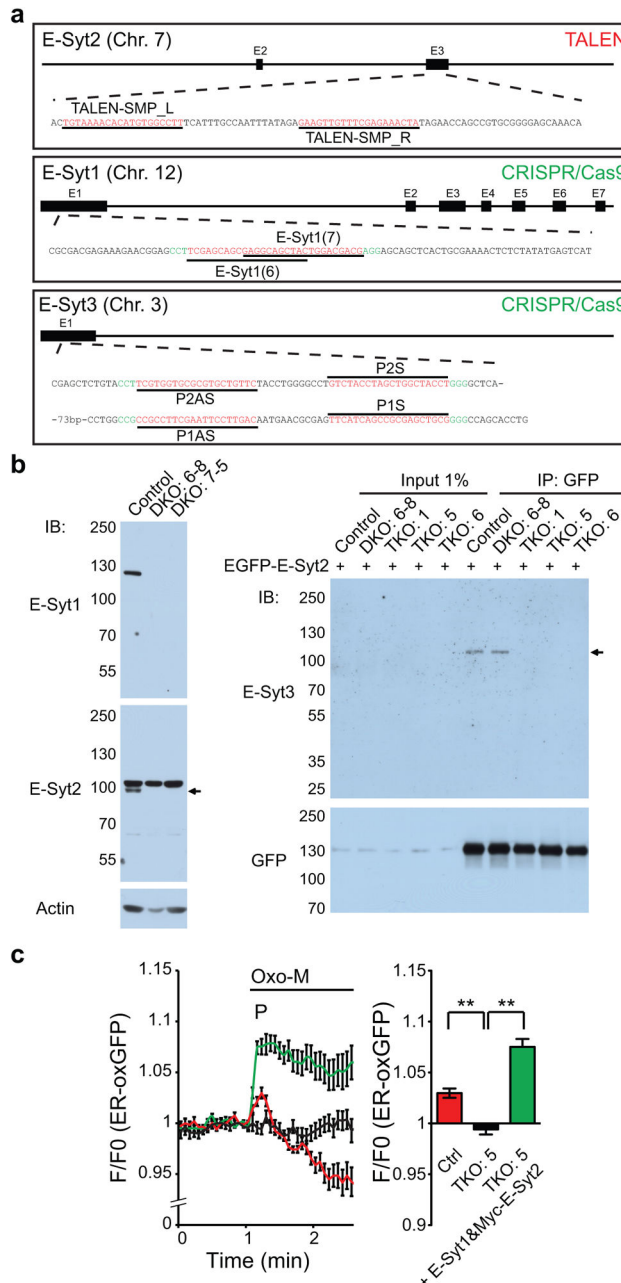 a
E-Syt2 (Chr. 7)
E2
E3
TALEN
TALEN-SMP_L
ACTGTAAAACACATGTGGCCTTTCATTTGCCAATTTATAGAGAAGTTGTTTCGAGAAACTATAGAACCAGCCGTGCGGGGAGCAAACA
TALEN-SMP_R
E-Syt1 (Chr. 12)
CRISPR/Cas9
E1
E2
E3
E4
E5
E6
E7
E-Syt1(7)
CGCGACGAGAAAGAACGGAGCCTTCGAGCAGCGAGGCAGCTACTGGACGACGAGGAGCAGCTCACTGCGAAAACTCTCTATATGAGTCAT
E-Syt1(6)
E-Syt3 (Chr. 3)
CRISPR/Cas9
E1
P2S
CGAGCTCTGTACCTTCGTGGTGCGCGTGCTGTTCTACCTGGGGCCTGTCTACCTAGCTGGCTACCTGGGGCTCA-
P2AS
P1S
-73bp-CCTGGCCGCCGCCTTCGAATTCCTTGACAATGAACGCGAGTTCATCAGCCGCGAGCTGCGGGGCCAGCACCTG
P1AS
b
Control
DKO: 6-8
DKO: 7-5
IB:
250
130
E-Syt1
100
70
55
250
130
E-Syt2
100
70
55
Actin
Input 1%
IP: GFP
Control
DKO: 6-8
TKO: 1
TKO: 5
TKO: 6
Control
DKO: 6-8
TKO: 1
TKO: 5
TKO: 6
EGFP-E-Syt2 + + + + + + + + + +
IB:
250
130
100
E-Syt3
70
55
35
25
250
GFP
130
100
70
c
F/F0 (ER-oxGFP)
1.15
1.1
1.05
1
0.95
0
Oxo-M
P
0 1 2
Time (min)
F/F0 (ER-oxGFP)
1.15
1.1
1.05
1
0.95
0.9
** **
Ctrl
TKO: 5
TKO: 5
+ E-Syt1&Myc-E-Syt2